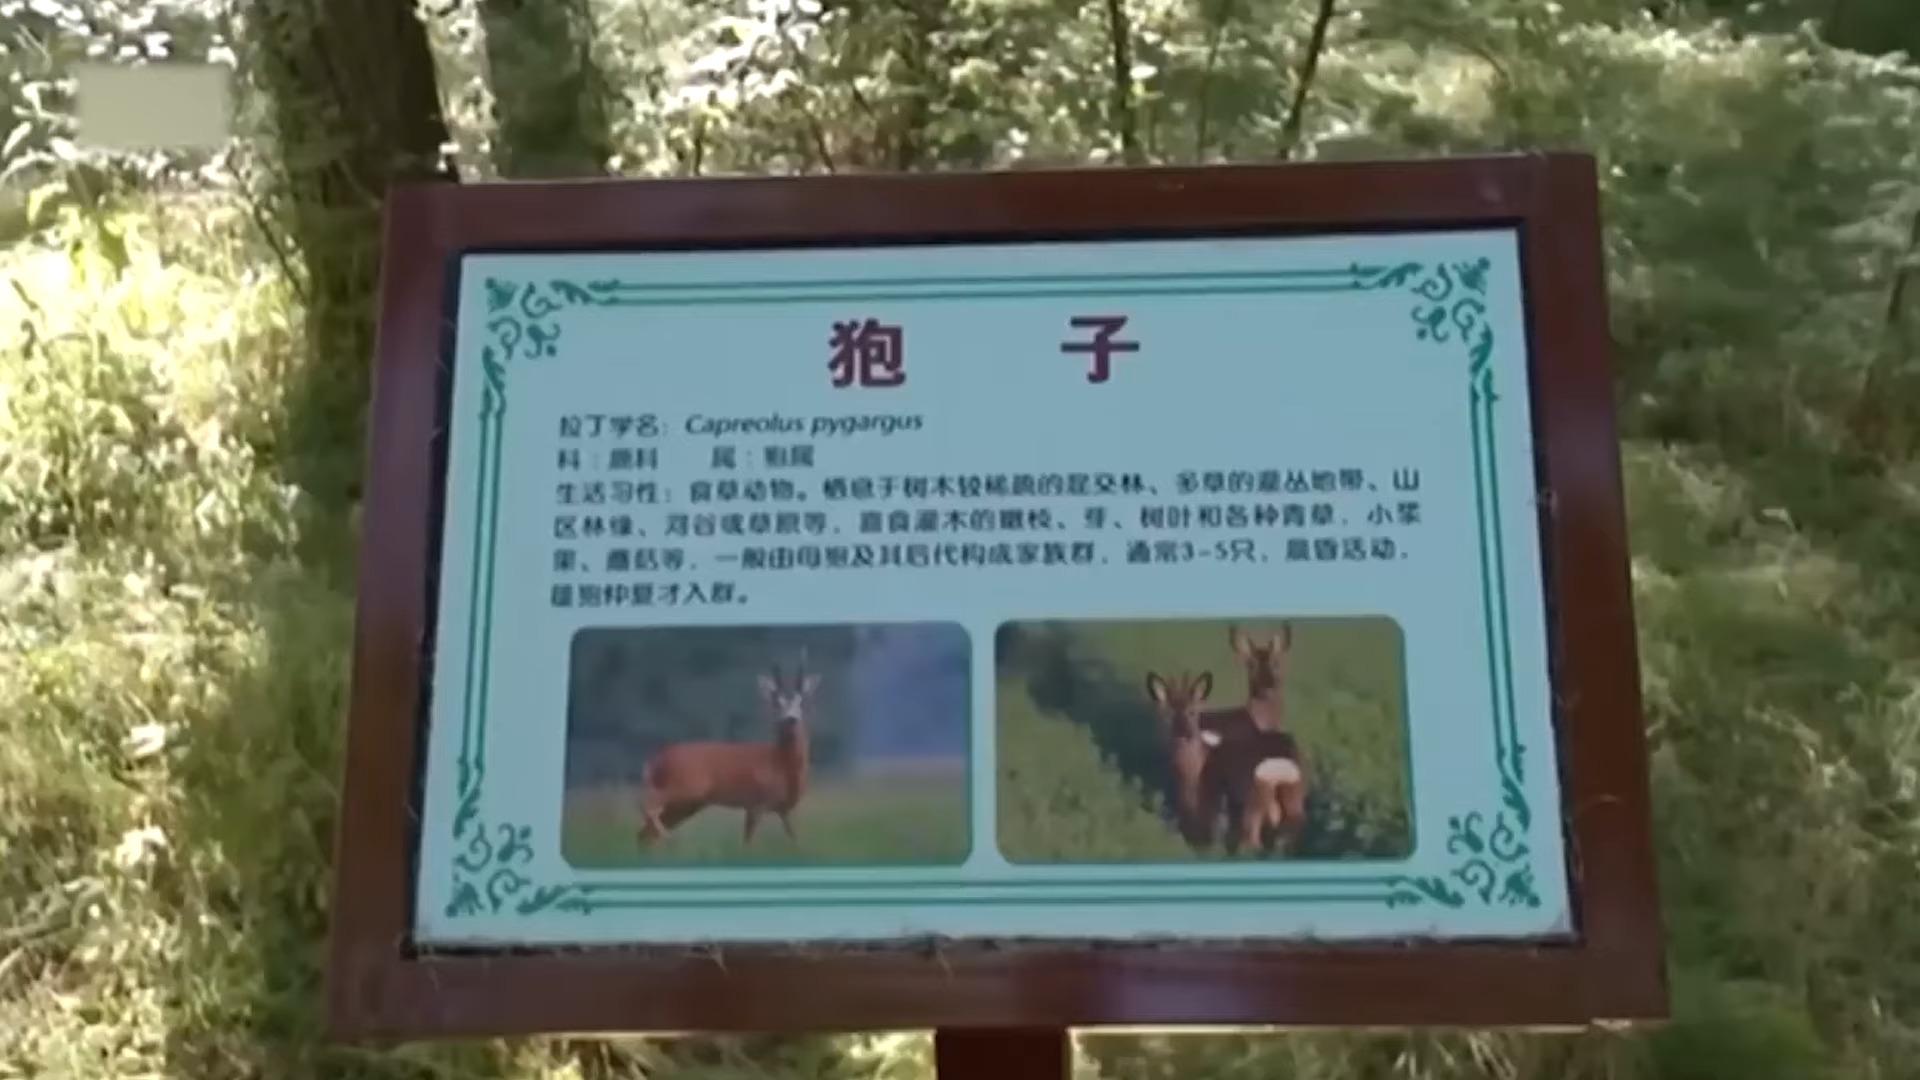 狍 子
拉丁学名：Capreolus pygargus
科：鹿科 属：狍属
生活习性：食草动物。栖息于树木较稀疏的混交林、多草的灌丛地带、山
区林缘、河谷或草原等，喜食灌木的嫩枝、芽、树叶和各种青草，小浆
果、蘑菇等，一般由母狍及其后代构成家族群，通常3-5只，晨昏活动，
雄狍仲夏才入群。